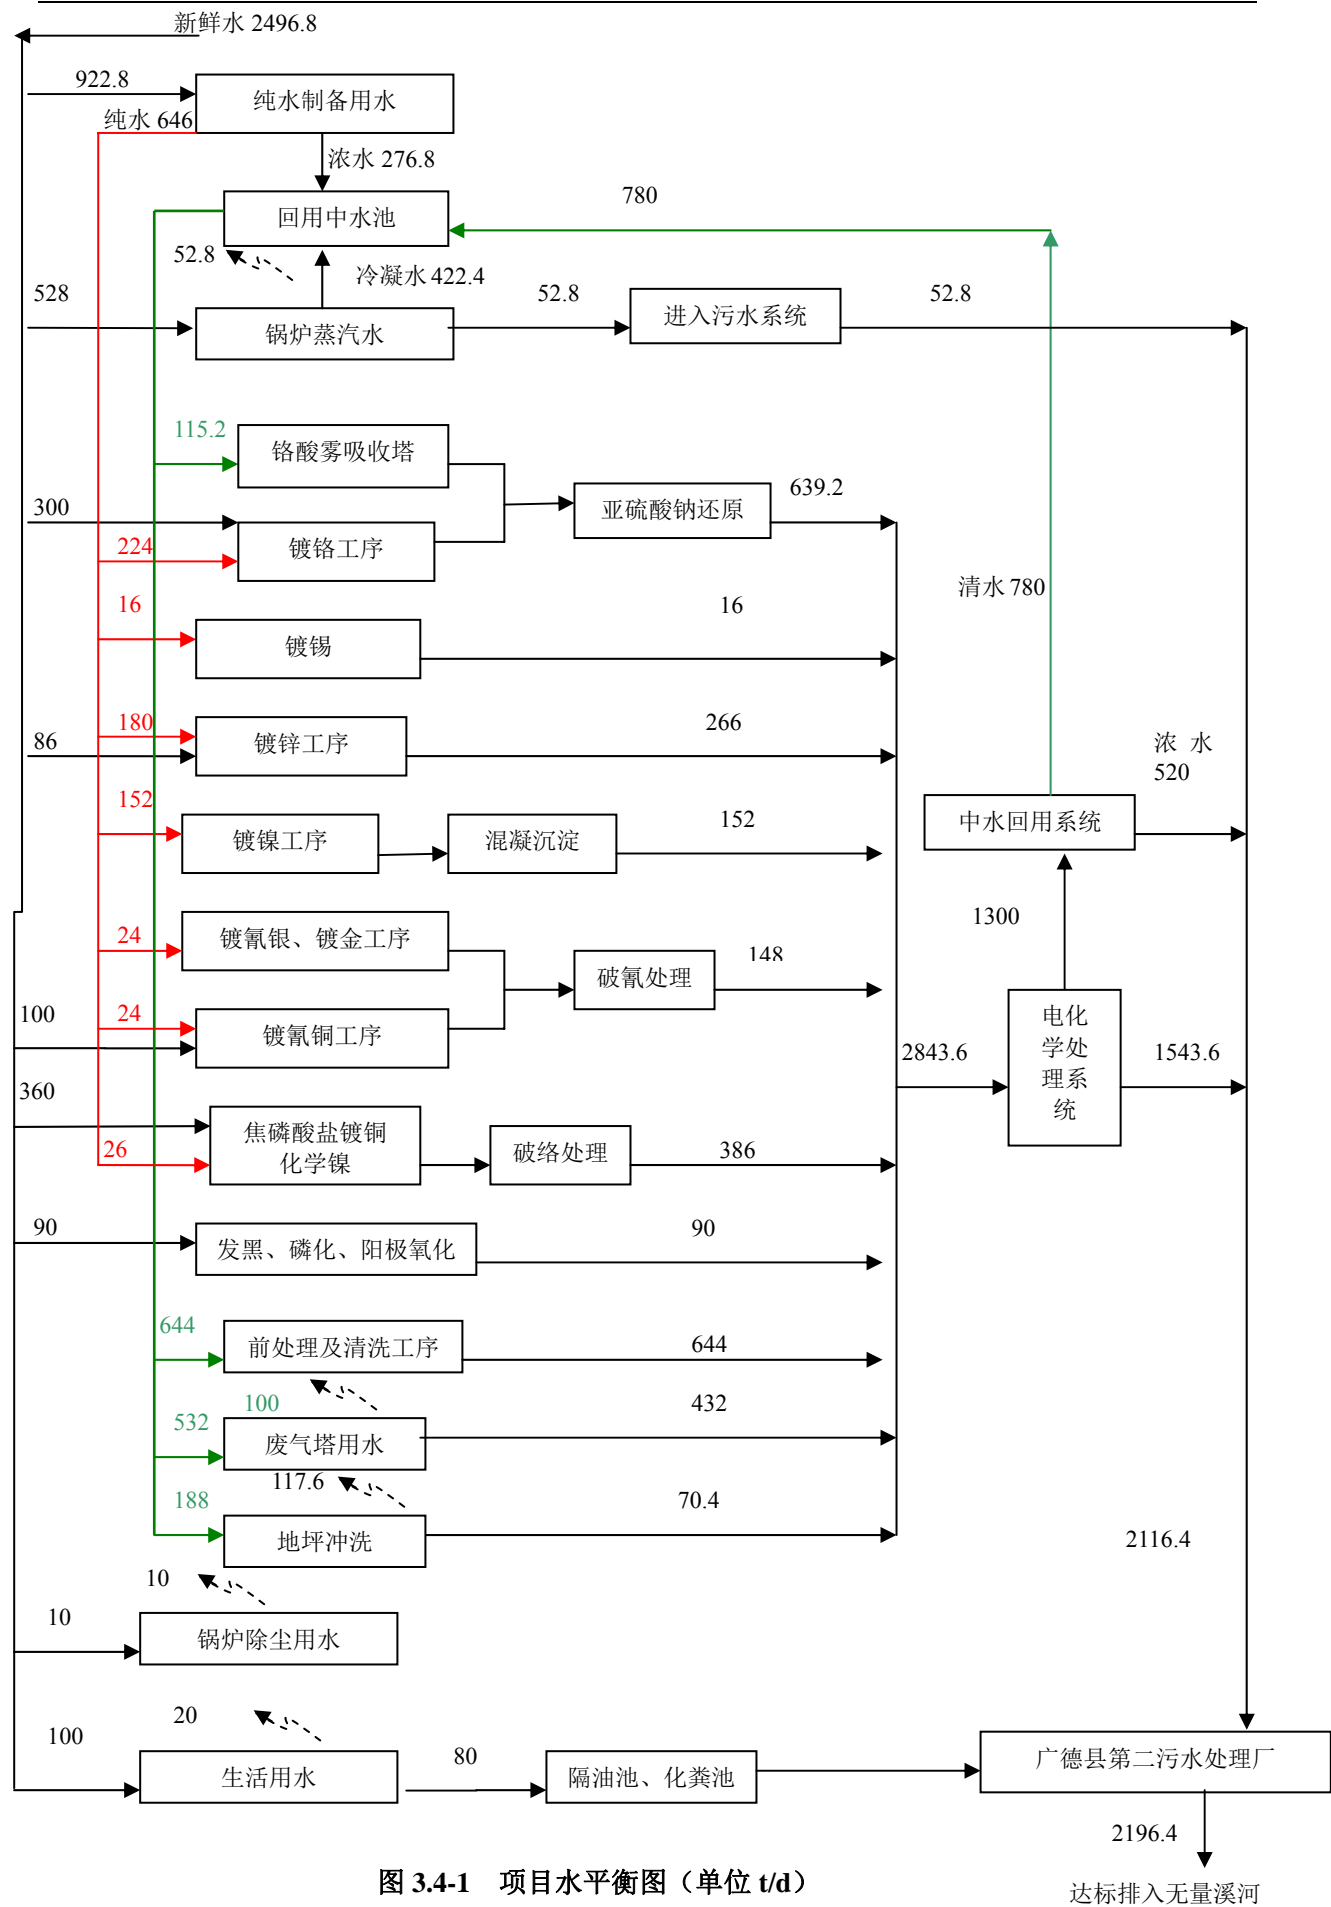 新鲜水 2496.8
922.8
纯水制备用水
纯水 646
浓水 276.8
780
回用中水池
52.8
冷凝水 422.4
528
52.8
52.8
进入污水系统
锅炉蒸汽水
115.2
铬酸雾吸收塔
639.2
300
亚硫酸钠还原
224
镀铬工序
清水 780
16
16
镀锡
180
266
86
镀锌工序
浓 水
520
152
152
中水回用系统
镀镍工序
混凝沉淀
1300
24
镀氰银、镀金工序
148
破氰处理
100
24
镀氰铜工序
电化
学处
理系
统
2843.6
1543.6
360
焦磷酸盐镀铜
化学镍
26
破络处理
386
90
90
发黑、磷化、阳极氧化
644
前处理及清洗工序
644
100
432
532
废气塔用水
117.6
188
70.4
地坪冲洗
2116.4
10
10
锅炉除尘用水
20
100
80
广德县第二污水处理厂
生活用水
隔油池、化粪池
2196.4
图 3.4-1 项目水平衡图（单位 t/d）
达标排入无量溪河